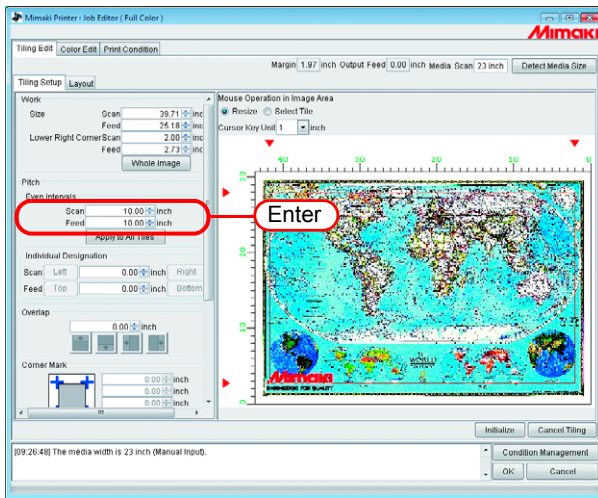 Mimaki Printer : Job Editor ( Full Color )
Mimaki
Tiling Edit Color Edit Print Condition
Margin 1.97 inch Output Feed 0.00 inch Media Scan 23 inch Detect Media Size
Tiling Setup Layout
Work
Size Scan 39.71 inc
Feed 25.18 inc
Lower Right Corner Scan 2.00 inc
Feed 2.73 inc
Whole Image
Pitch
Even Intervals
Scan 10.00 inch
Feed 10.00 inch
Apply to All Tiles
Individual Designation
Scan Left 0.00 inch Right
Feed Top 0.00 inch Bottom
Overlap
0.00 inch
Corner Mark
0.00 inch
0.00 inch
0.00 inch
Mouse Operation in Image Area
Resize Select Tile
Cursor Key Unit 1 inch
40 30 20 10 0
30
20
10
0
Enter
WORLD
Mimaki
Initialize Cancel Tiling
[09:26:48] The media width is 23 inch (Manual Input).
Condition Management
OK Cancel